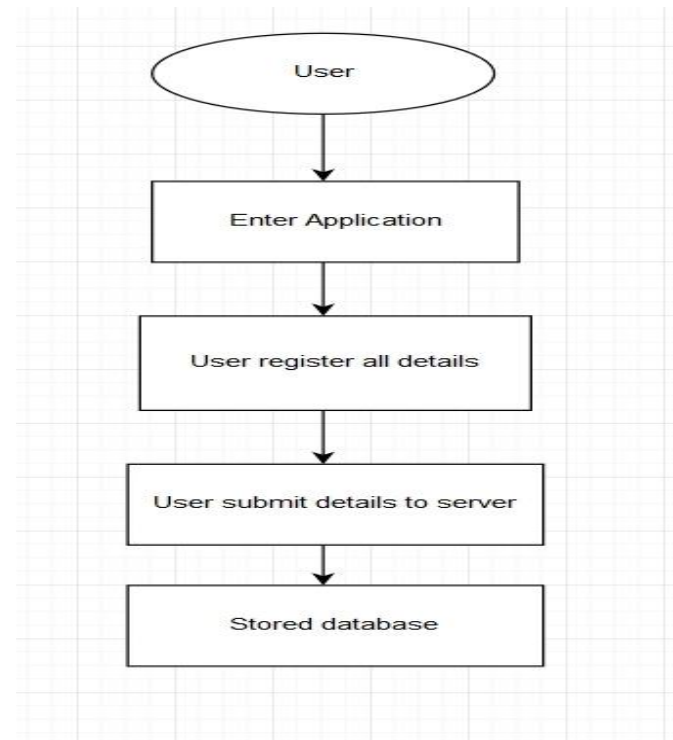 User
Enter Application
User register all details
User submit details to server
Stored database